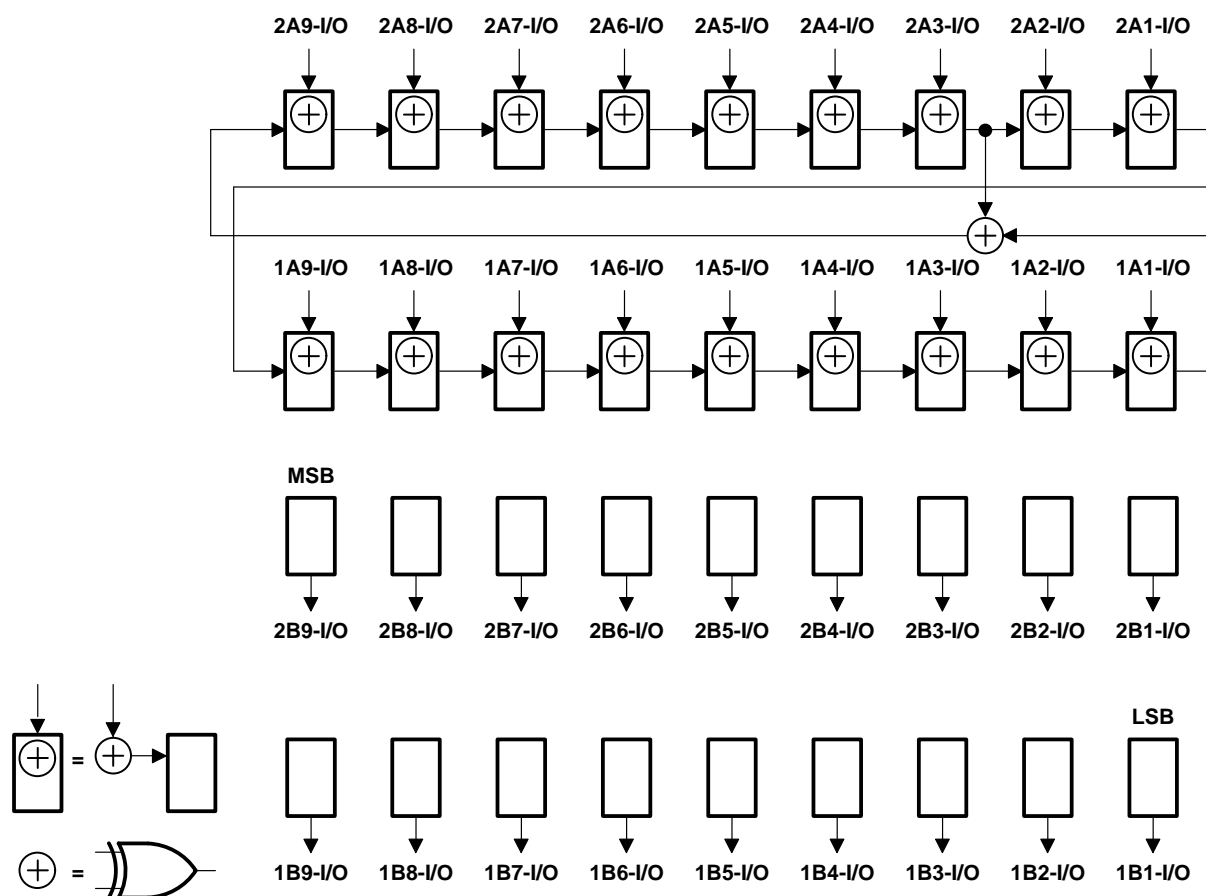 2A9-I/O 2A8-I/O 2A7-I/O 2A6-I/O 2A5-I/O 2A4-I/O 2A3-I/O 2A2-I/O 2A1-I/O
1A9-I/O 1A8-I/O 1A7-I/O 1A6-I/O 1A5-I/O 1A4-I/O 1A3-I/O 1A2-I/O 1A1-I/O
MSB
2B9-I/O 2B8-I/O 2B7-I/O 2B6-I/O 2B5-I/O 2B4-I/O 2B3-I/O 2B2-I/O 2B1-I/O
LSB
=
=
1B9-I/O 1B8-I/O 1B7-I/O 1B6-I/O 1B5-I/O 1B4-I/O 1B3-I/O 1B2-I/O 1B1-I/O